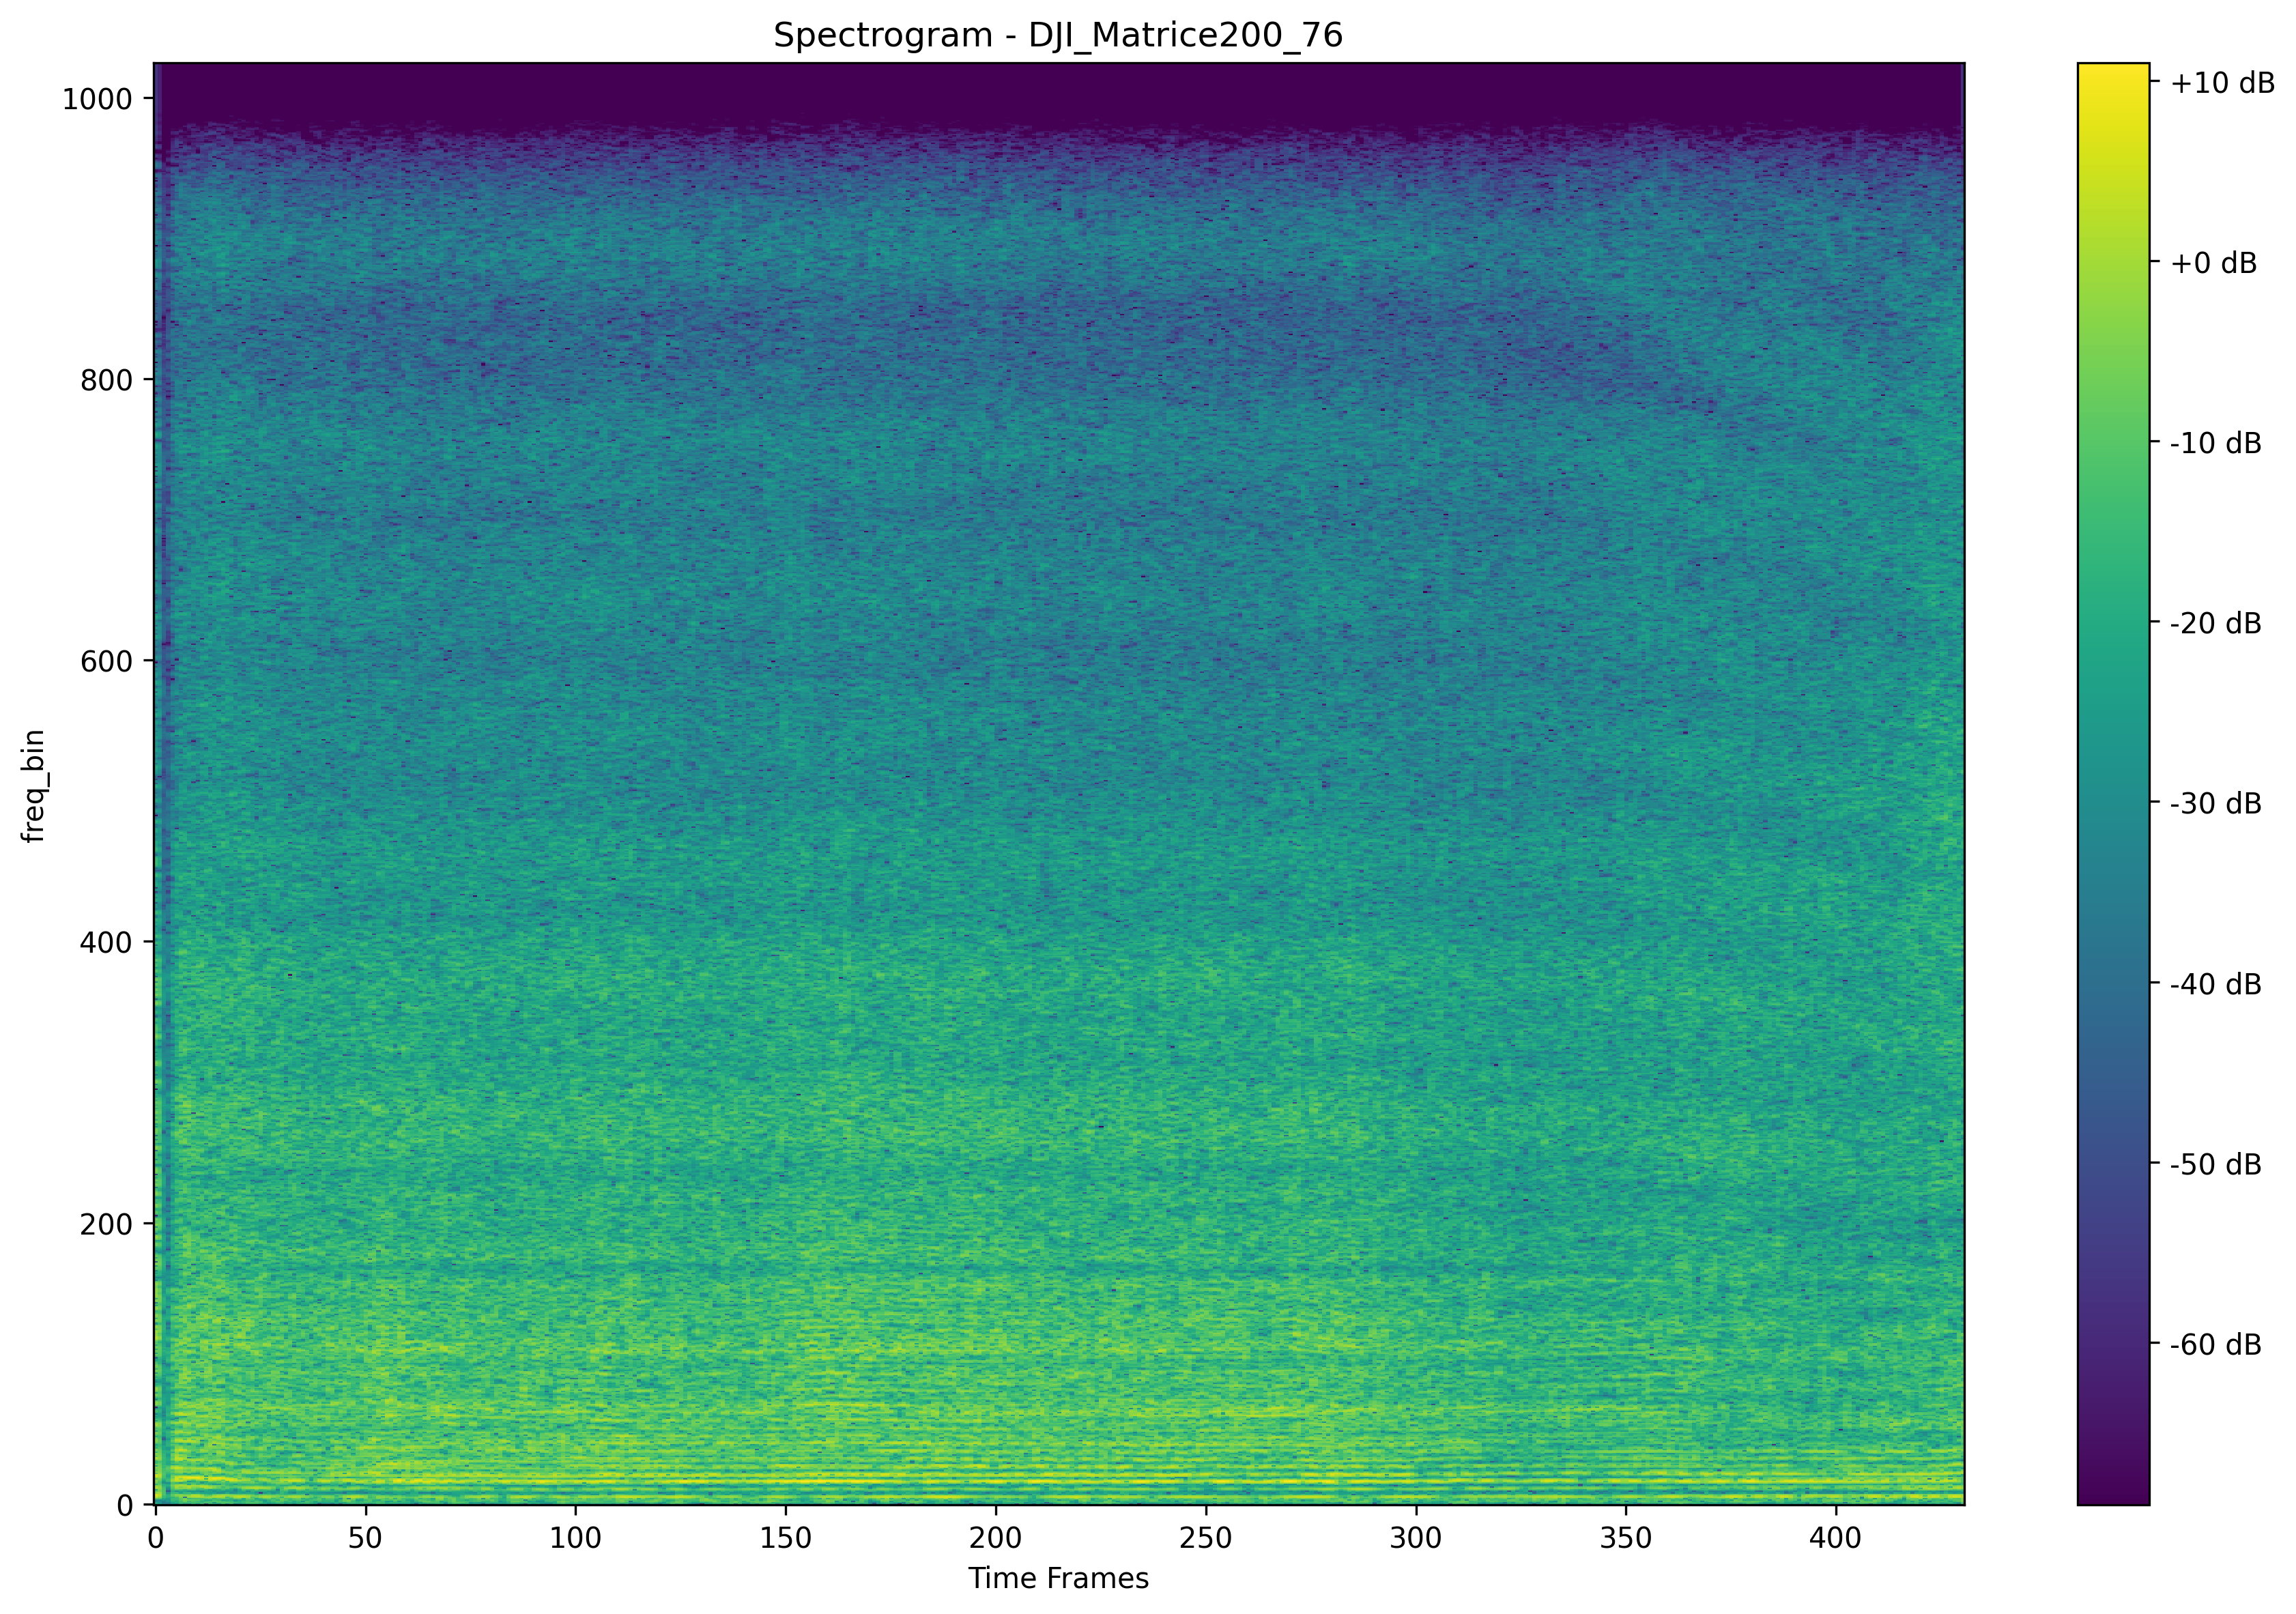 Spectrogram - DJI_Matrice200_76
1000
800
600
400
200
0
freq_bin
0 50 100 150 200 250 300 350 400
Time Frames
+10 dB
+0 dB
-10 dB
-20 dB
-30 dB
-40 dB
-50 dB
-60 dB